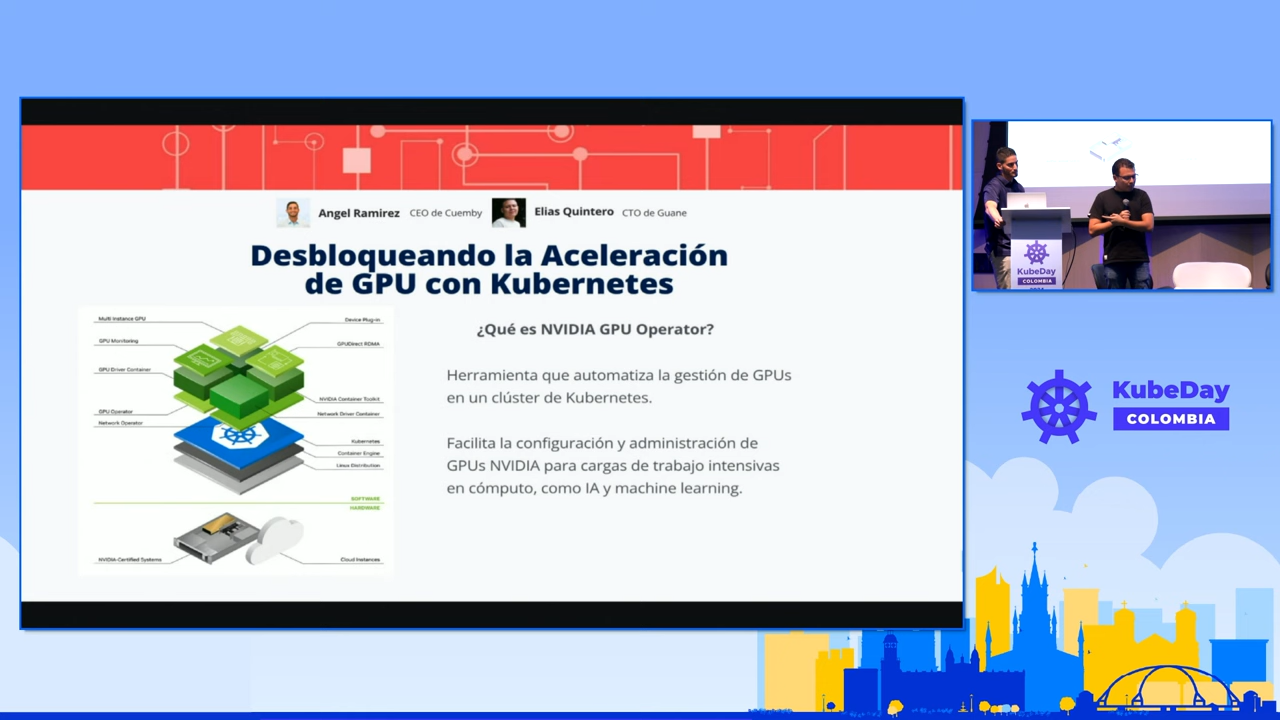 Angel Ramirez CEO de Cuemby Elias Quintero CTO de Guane
Desbloqueando la Aceleración
de GPU con Kubernetes
¿Qué es NVIDIA GPU Operator?
Herramienta que automatiza la gestión de GPUs
en un clúster de Kubernetes.
Facilita la configuración y administración de
GPUs NVIDIA para cargas de trabajo intensivas
en cómputo, como IA y machine learning.
Multi Instance GPU
GPU Monitoring
GPU Driver Container
GPU Operator
Network Operator
Device Plug-in
GPUDirect RDMA
NVIDIA Container Toolkit
Network Driver Container
Kubernetes
Container Engine
Linux Distribution
SOFTWARE
HARDWARE
NVIDIA-Certified Systems
Cloud Instances
KubeDay
COLOMBIA
KubeDay
COLOMBIA